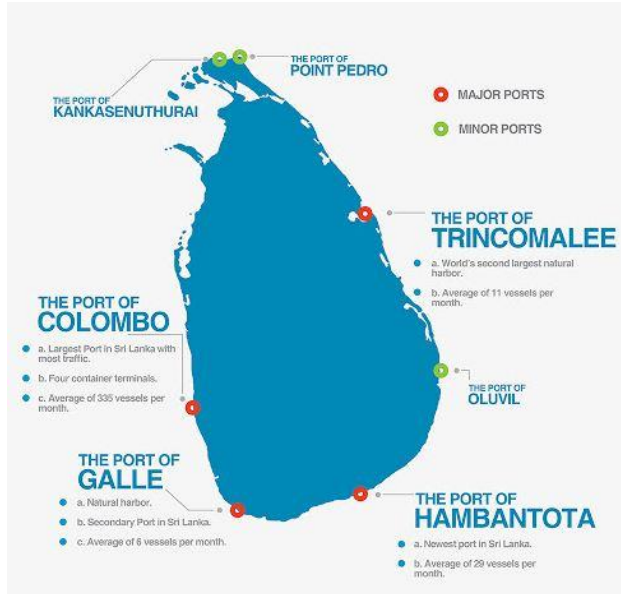 THE PORT OF
POINT PEDRO
THE PORT OF
KANKASENUTHURAI
MAJOR PORTS
MINOR PORTS
THE PORT OF
TRINCOMALEE
a. World's second largest natural
harbor.
b. Average of 11 vessels per
month.
THE PORT OF
COLOMBO
a. Largest Port in Sri Lanka with
most traffic.
b. Four container terminals.
c. Average of 335 vessels per
month.
THE PORT OF
OLUVIL
THE PORT OF
GALLE
a. Natural harbor.
b. Secondary Port in Sri Lanka.
c. Average of 6 vessels per month.
THE PORT OF
HAMBANTOTA
a. Newest port in Sri Lanka.
b. Average of 29 vessels per
month.